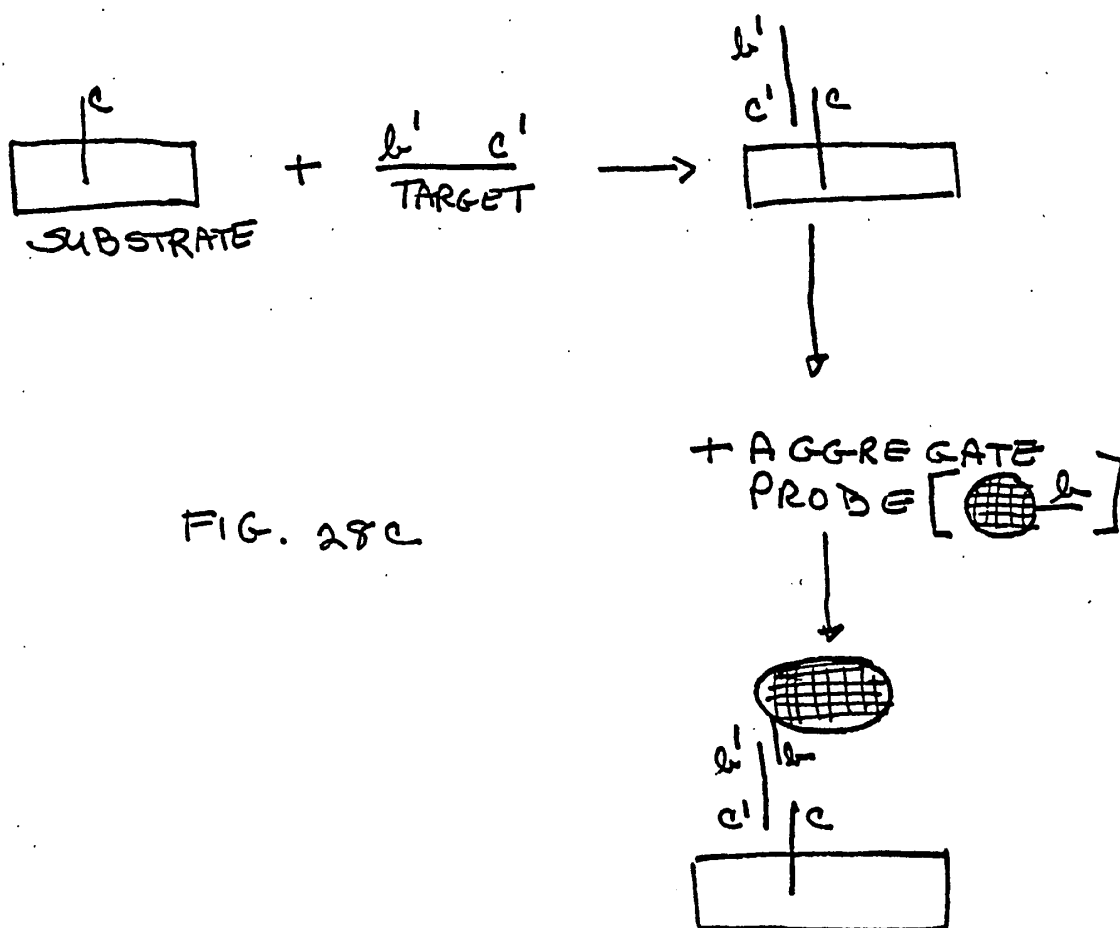 b'
c
c' c
+ b' c' 
TARGET
SUBSTRATE
+ AGGREGATE
PROBE [ b ]
FIG. 28c
b' b
c' c